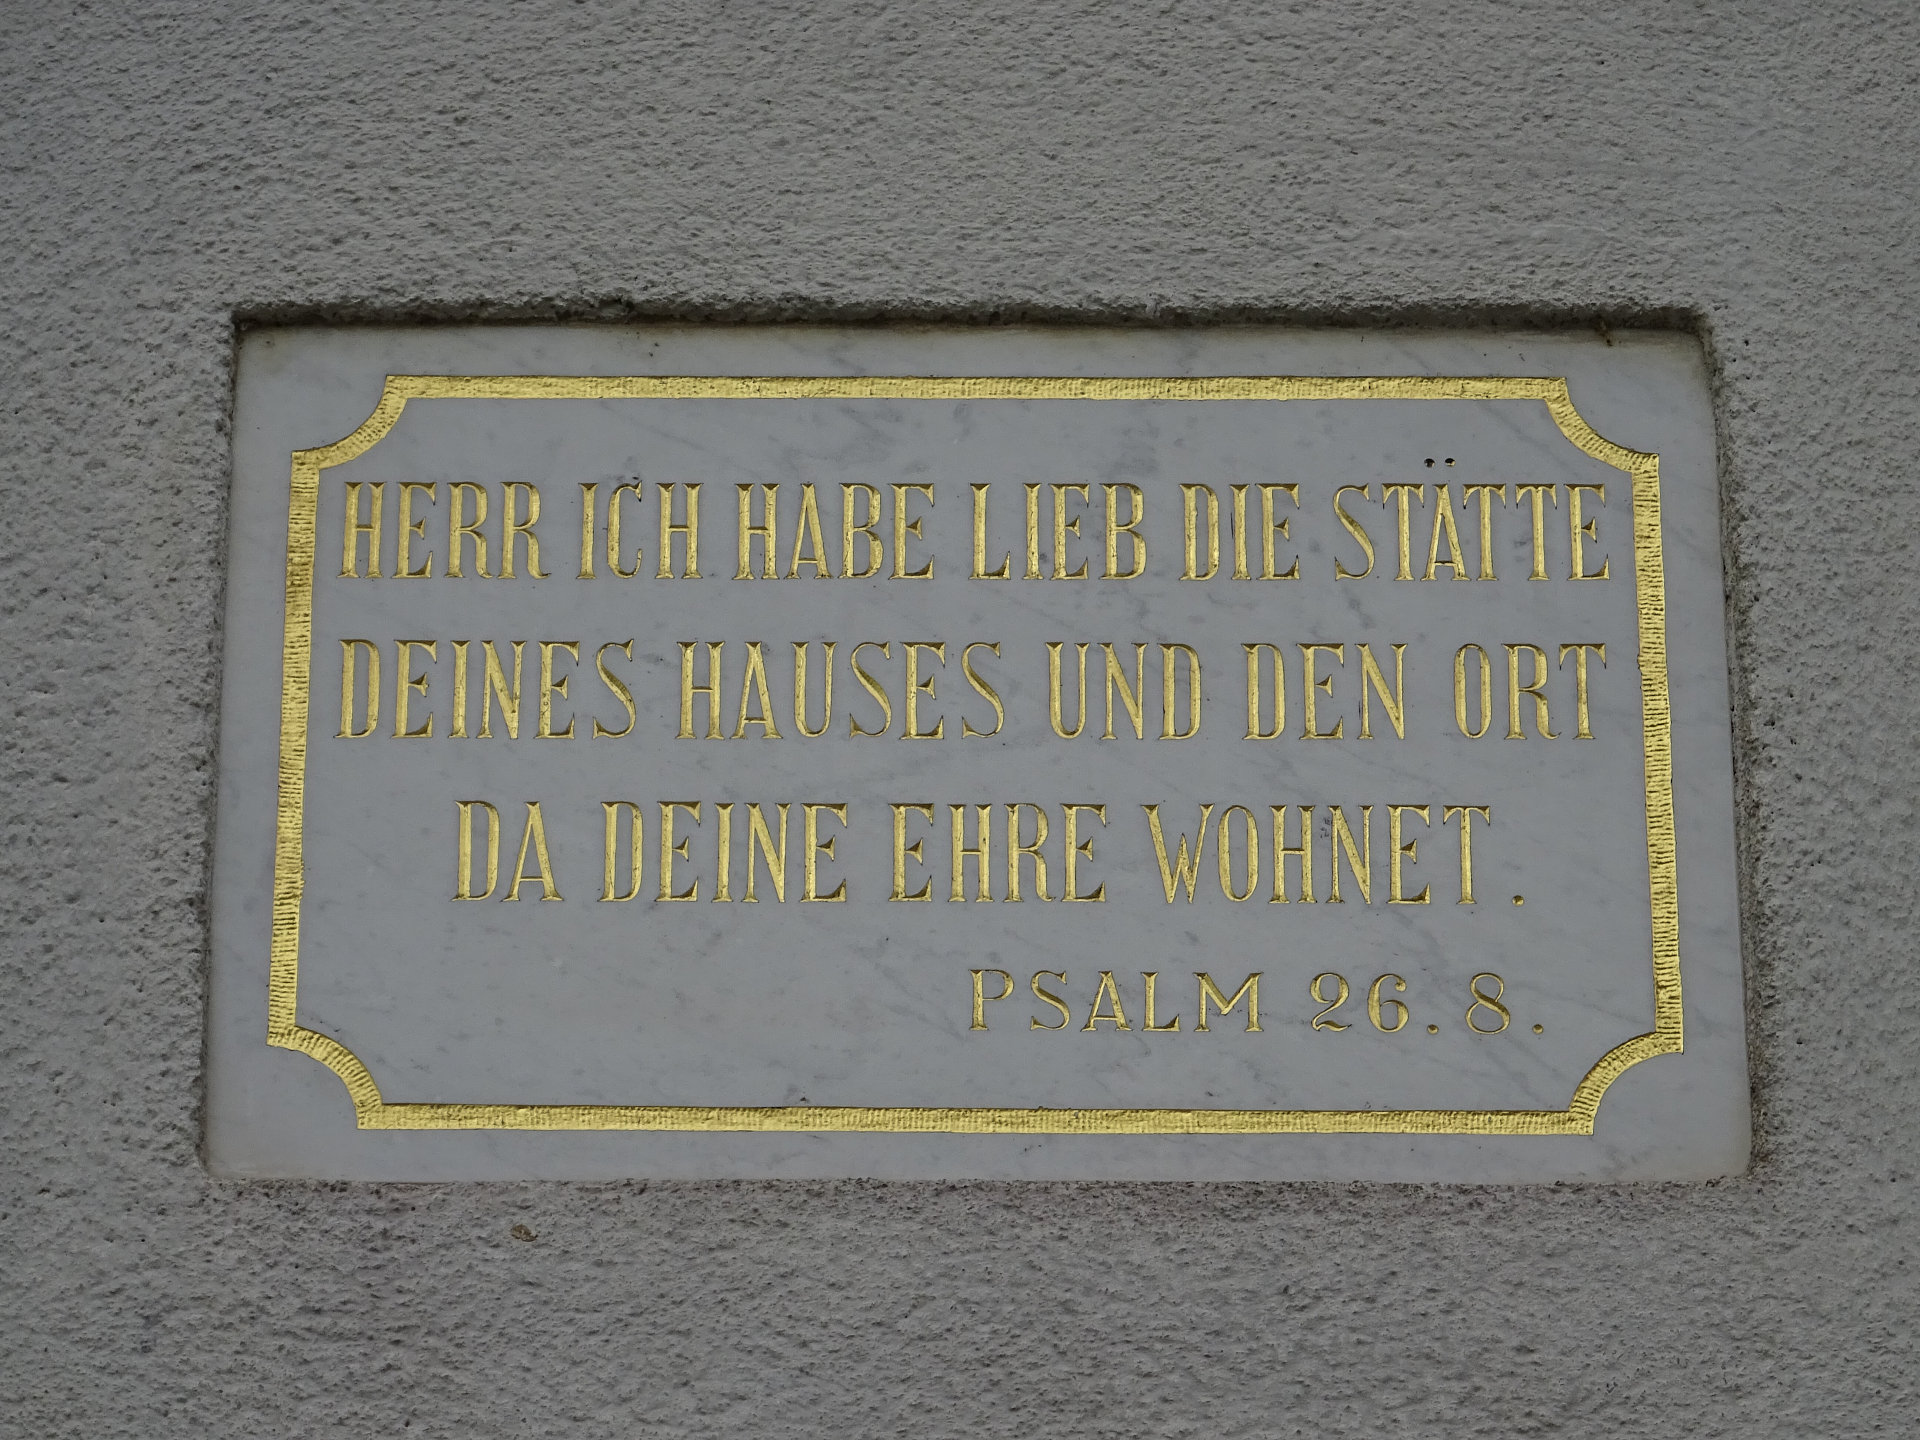 HERR ICH HABE LIEB DIE STÄTTE
DEINES HAUSES UND DEN ORT
DA DEINE EHRE WOHNET.
PSALM 26.8.